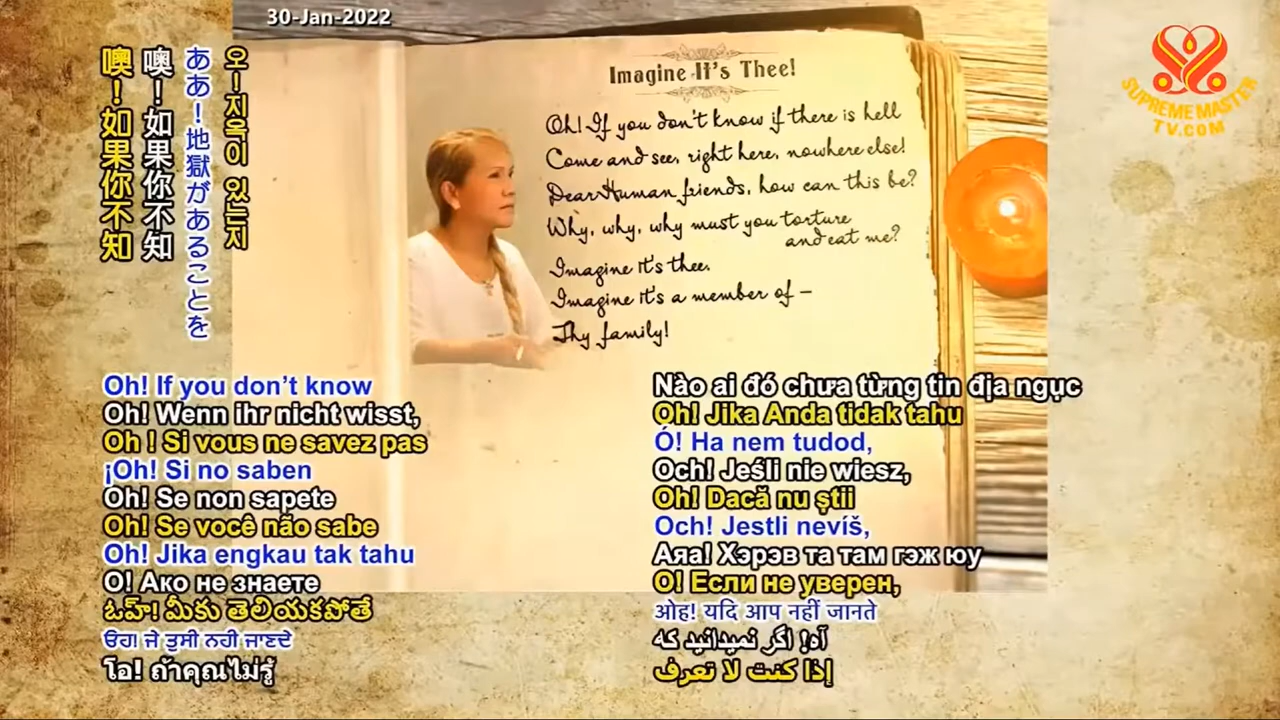 30-Jan-2022
SUPREME MASTER
TV.COM
오! 지옥이 있는지
ああ!地獄があることを
噢!如果你不知
噢!如果你不知
Imagine It's Thee!
Oh! If you don't know if there is hell
Come and see, right here, nowhere else!
Dear Human friends, how can this be?
Why, why, why must you torture
and eat me?
Imagine it's thee.
Imagine it's a member of –
Thy family!
Oh! If you don't know
Oh! Wenn ihr nicht wisst,
Oh ! Si vous ne savez pas
¡Oh! Si no saben
Oh! Se non sapete
Oh! Se você não sabe
Oh! Jika engkau tak tahu
О! Ако не знаете
ఓహ్! మీకు తెలియకపోతే
ਓਹ! ਜੇ ਤੁਸੀ ਨਹੀ ਜਾਣਦੇ
โอ! ถ้าคุณไม่รู้
Nào ai đó chưa từng tin địa ngục
Oh! Jika Anda tidak tahu
Ó! Ha nem tudod,
Och! Jeśli nie wiesz,
Oh! Dacă nu știi
Och! Jestli nevíš,
Аяа! Хэрэв та там гэж юу
О! Если не уверен,
ओह! यदि आप नहीं जानते
آه! اگر نمیدانید که
إذا كنت لا تعرف